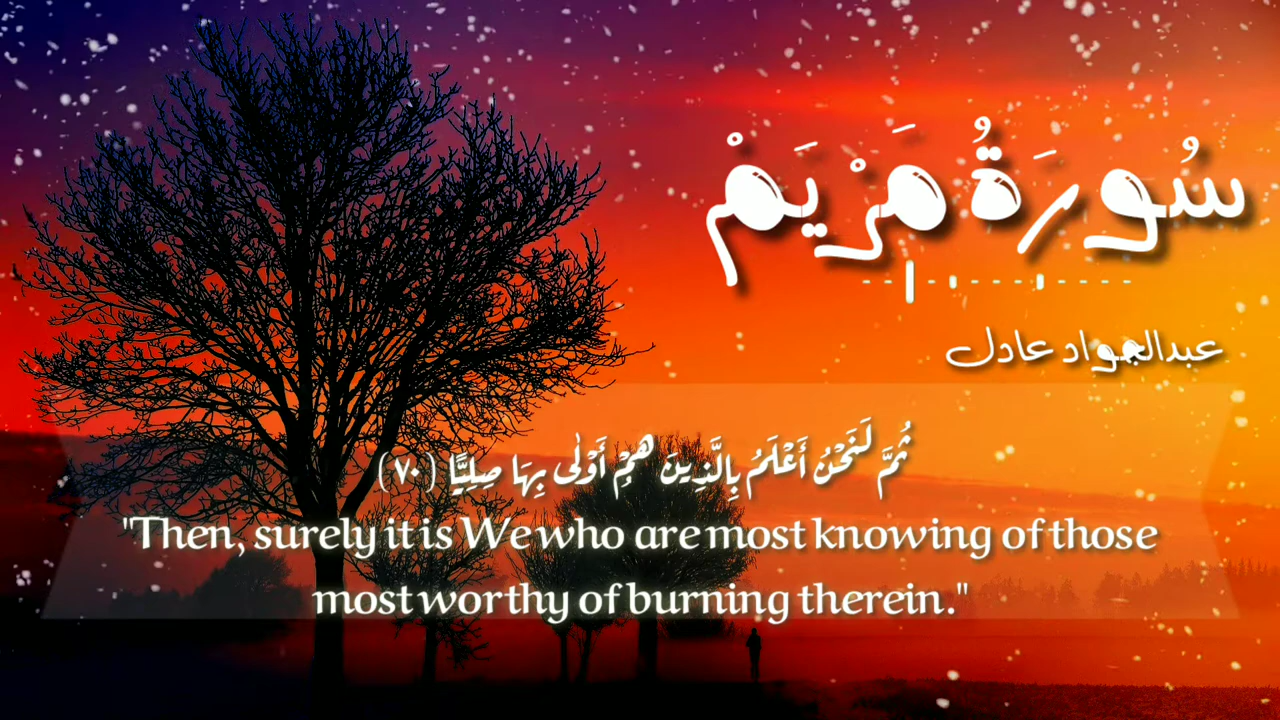 سُورَةُ مَرْيَمْ
عبدالجواد عادل
ثُمَّ لَنَحْنُ أَعْلَمُ بِالَّذِينَ هُمْ أَوْلَى بِهَا صِلِيًّا (٧٠)
"Then, surely it is We who are most knowing of those
most worthy of burning therein."